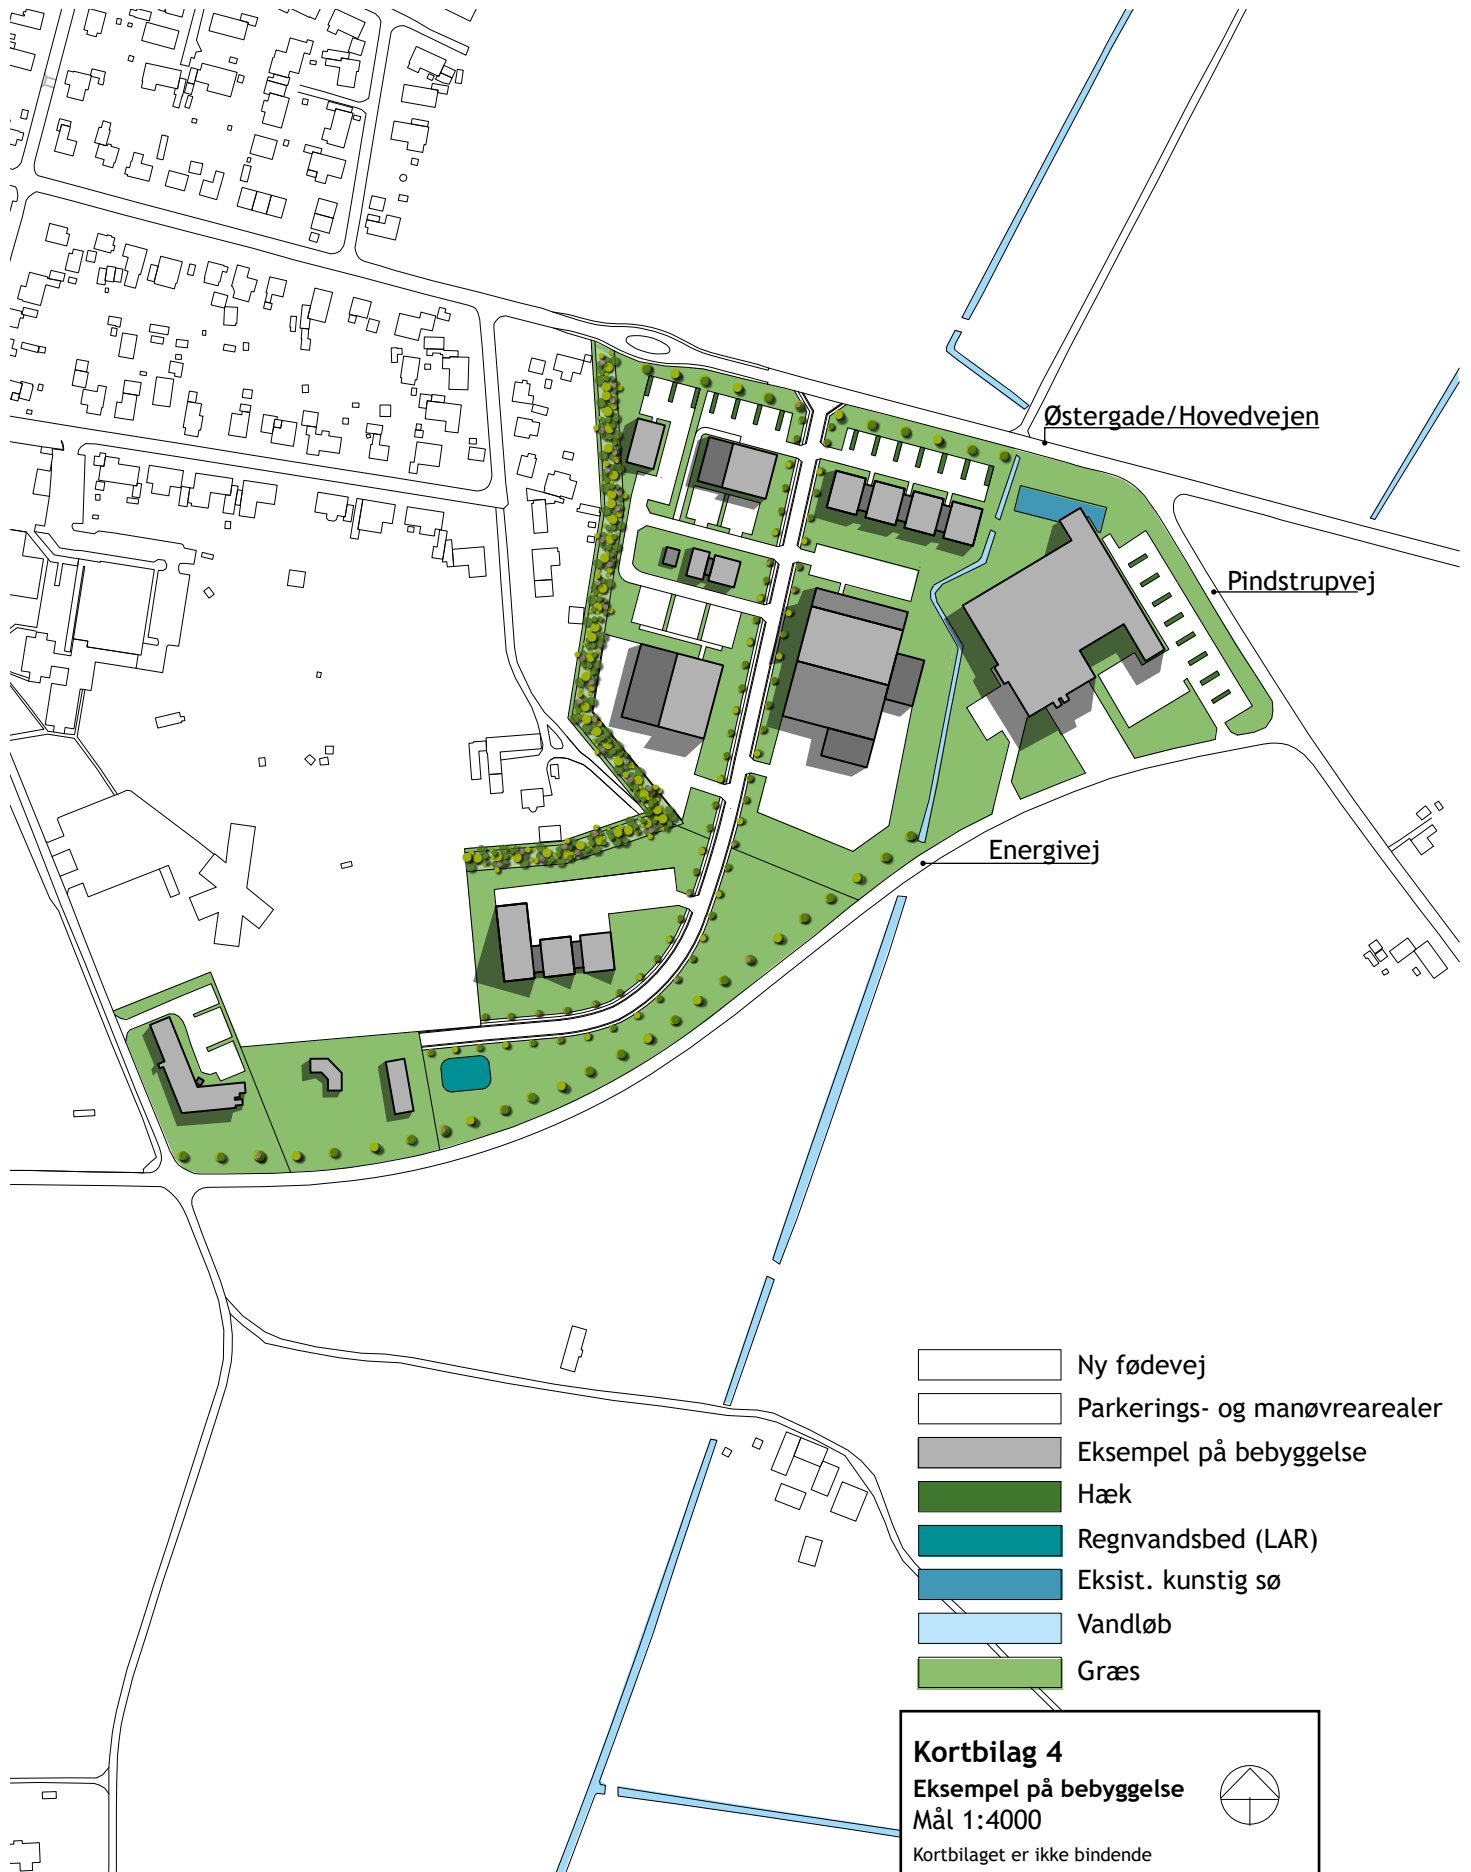 Østergade/Hovedvejen
Pindstrupvej
Energivej
Ny fødevej
Parkerings- og manøvrearealer
Eksempel på bebyggelse
Hæk
Regnvandsbed (LAR)
Eksist. kunstig sø
Vandløb
Græs
Kortbilag 4
Eksempel på bebyggelse
Mål 1:4000
Kortbilaget er ikke bindende